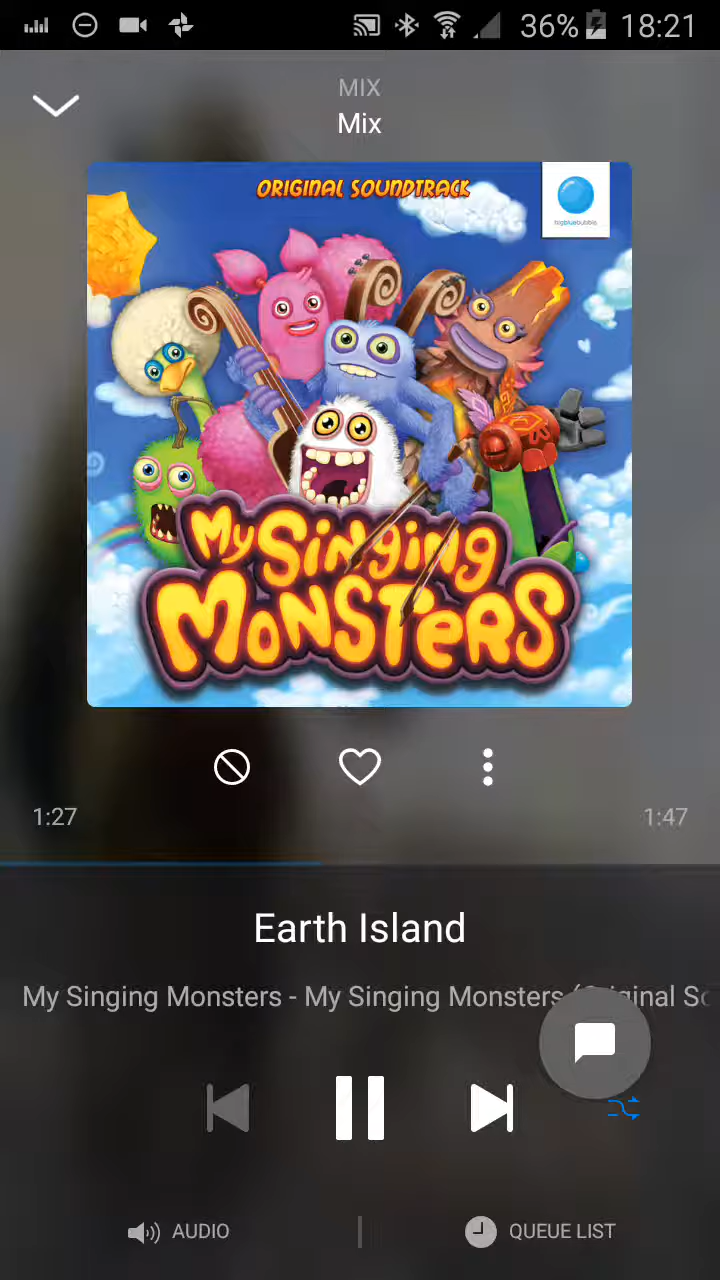 36% 18:21
MIX
Mix
ORIGINAL SOUNDTRACK
bigbluebubble
My Singing
MONSTERS
1:27
1:47
Earth Island
My Singing Monsters - My Singing Monsters
AUDIO
QUEUE LIST